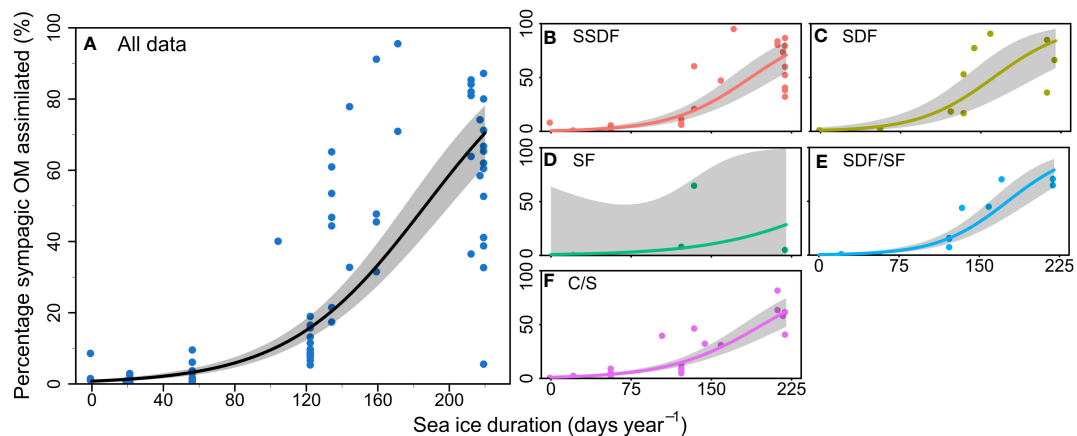 Percentage sympagic OM assimilated (%)
100
80
60
40
20
0
A All data
0 40 80 120 160 200
Sea ice duration (days year⁻¹)
B SSDF
100
50
0
C SDF
D SF
100
50
0
E SDF/SF
0 75 150 225
F C/S
100
50
0
0 75 150 225